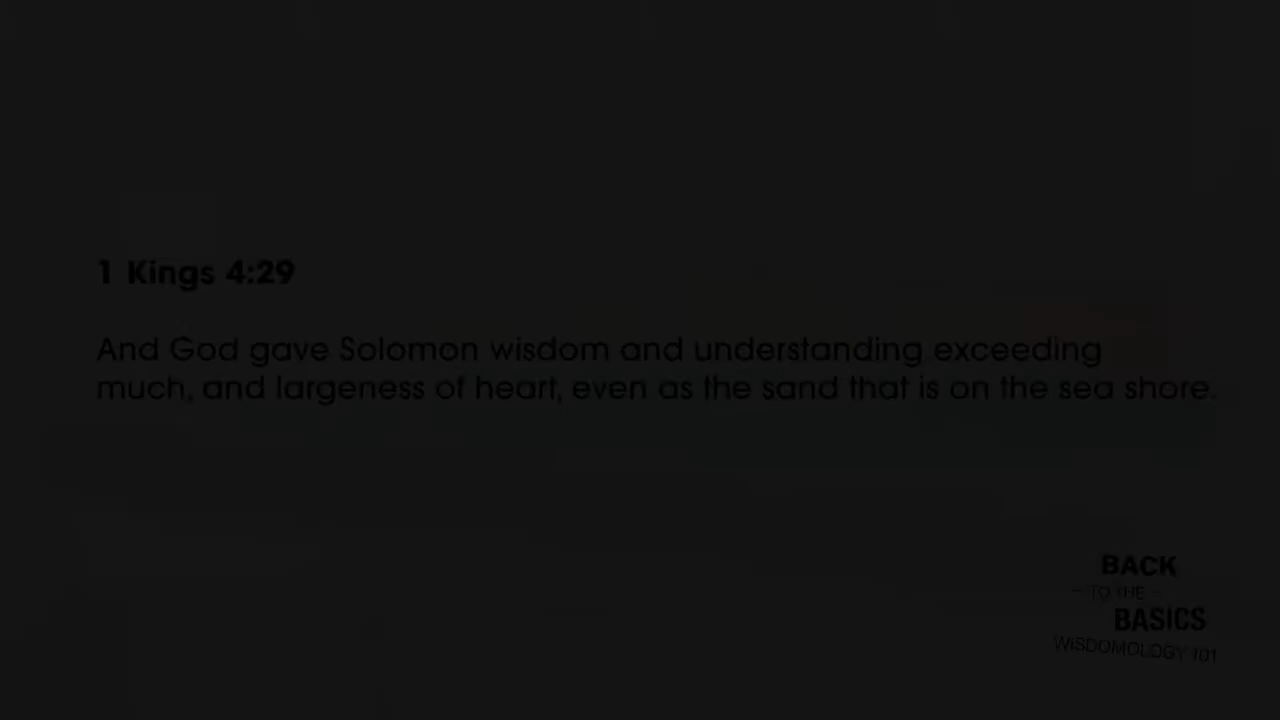 1 Kings 4:29
And God gave Solomon wisdom and understanding exceeding
much, and largeness of heart, even as the sand that is on the sea shore.
BACK
– TO THE –
BASICS
WISDOMOLOGY 101